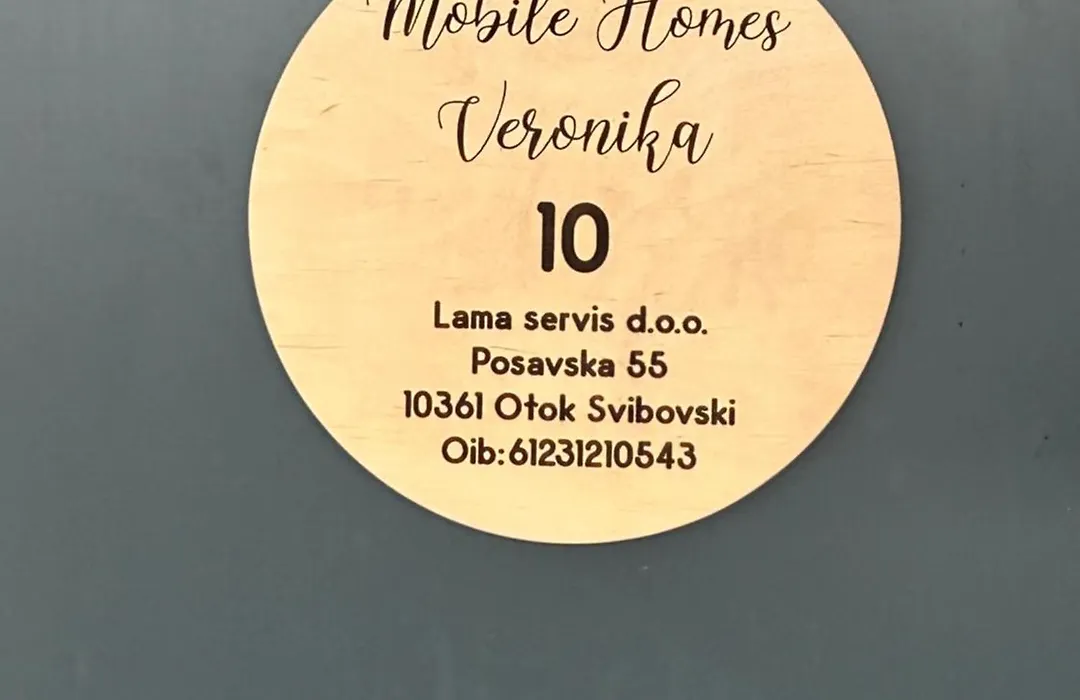 Mobile Homes
Veronika
10
Lama servis d.o.o.
Posavska 55
10361 Otok Svibovski
Oib:61231210543